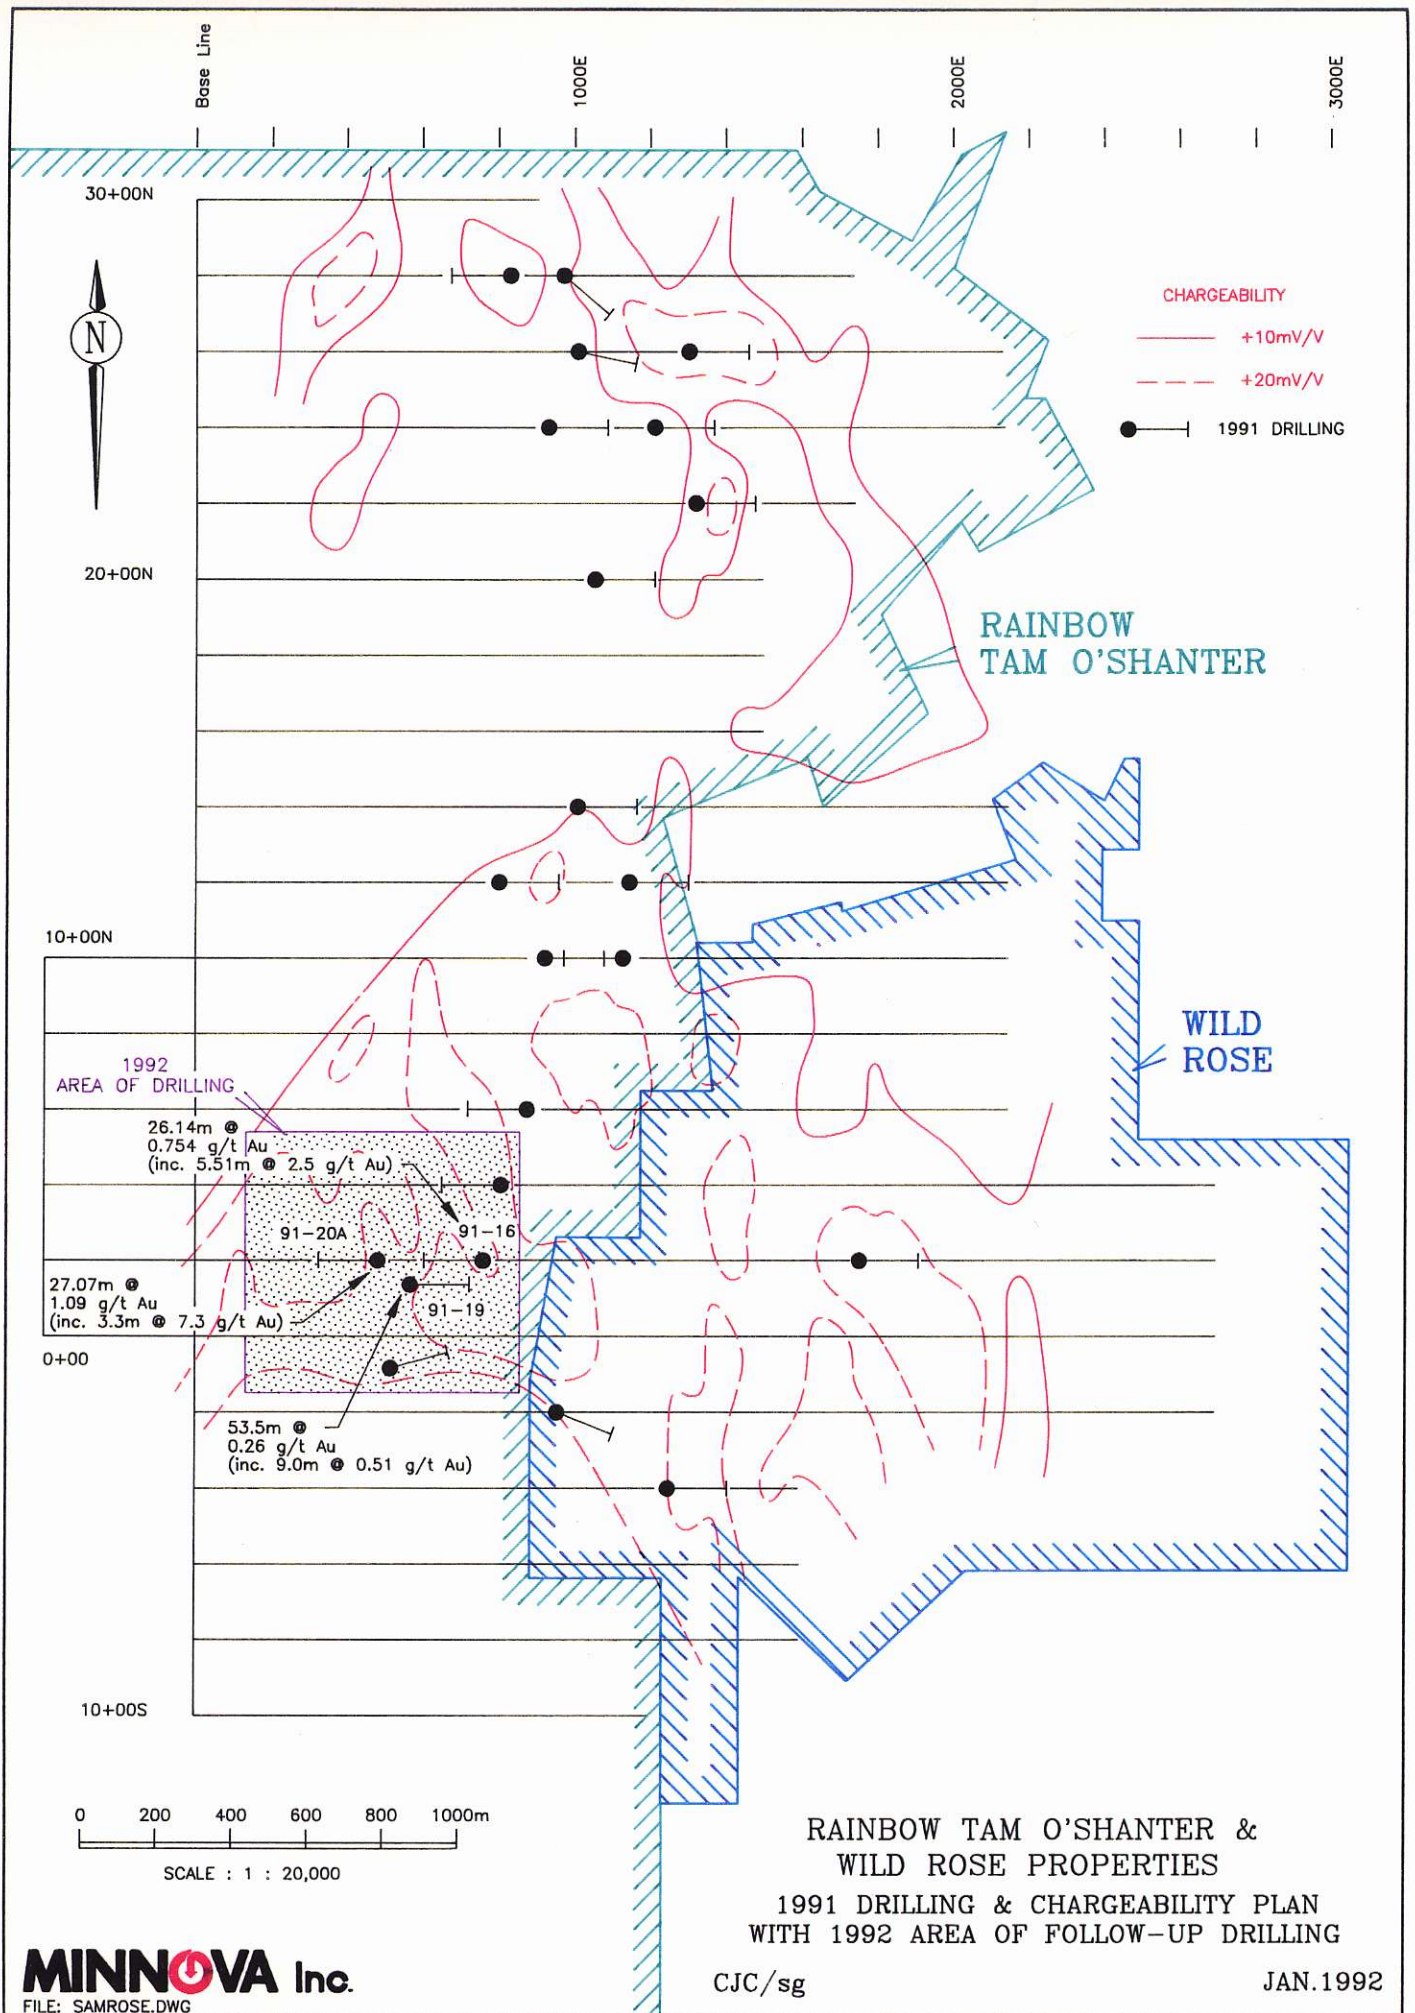 Base Line
1000E
2000E
3000E
30+00N
N
CHARGEABILITY
+10mV/V
+20mV/V
1991 DRILLING
20+00N
RAINBOW
TAM O'SHANTER
10+00N
WILD
ROSE
1992
AREA OF DRILLING
26.14m @
0.754 g/t Au
(inc. 5.51m @ 2.5 g/t Au)
91-20A
91-16
27.07m @
1.09 g/t Au
(inc. 3.3m @ 7.3 g/t Au)
91-19
0+00
53.5m @
0.26 g/t Au
(inc. 9.0m @ 0.51 g/t Au)
10+00S
0 200 400 600 800 1000m
SCALE : 1 : 20,000
RAINBOW TAM O'SHANTER &
WILD ROSE PROPERTIES
1991 DRILLING & CHARGEABILITY PLAN
WITH 1992 AREA OF FOLLOW-UP DRILLING
MINNOVA Inc.
CJC/sg JAN.1992
FILE: SAMROSE.DWG